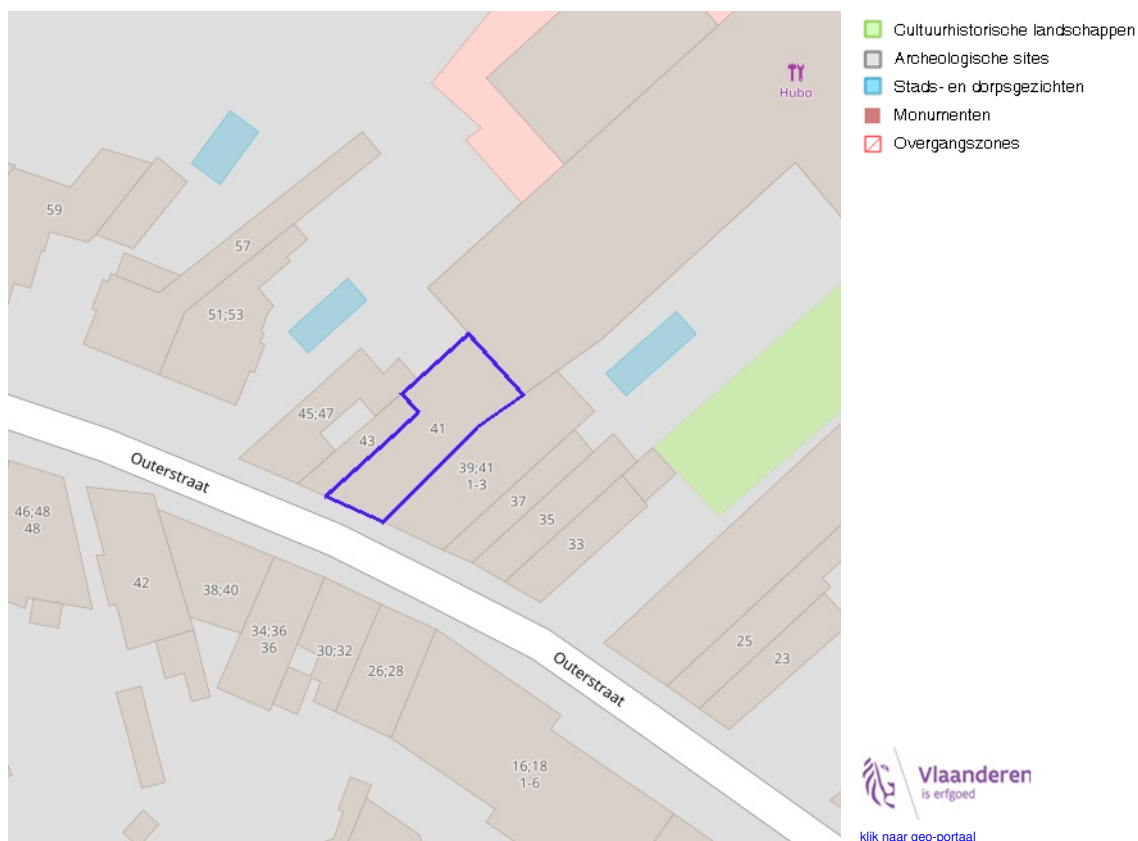 Hubo
59
57
51;53
45;47
43
41
39;41
1-3
37
35
33
Outerstraat
46;48
48
42
38;40
34;36
36
30;32
26;28
Outerstraat
25
23
16;18
1-6
Cultuurhistorische landschappen
Archeologische sites
Stads- en dorpsgezichten
Monumenten
Overgangszones
Vlaanderen
is erfgoed
klik naar geo-portaal